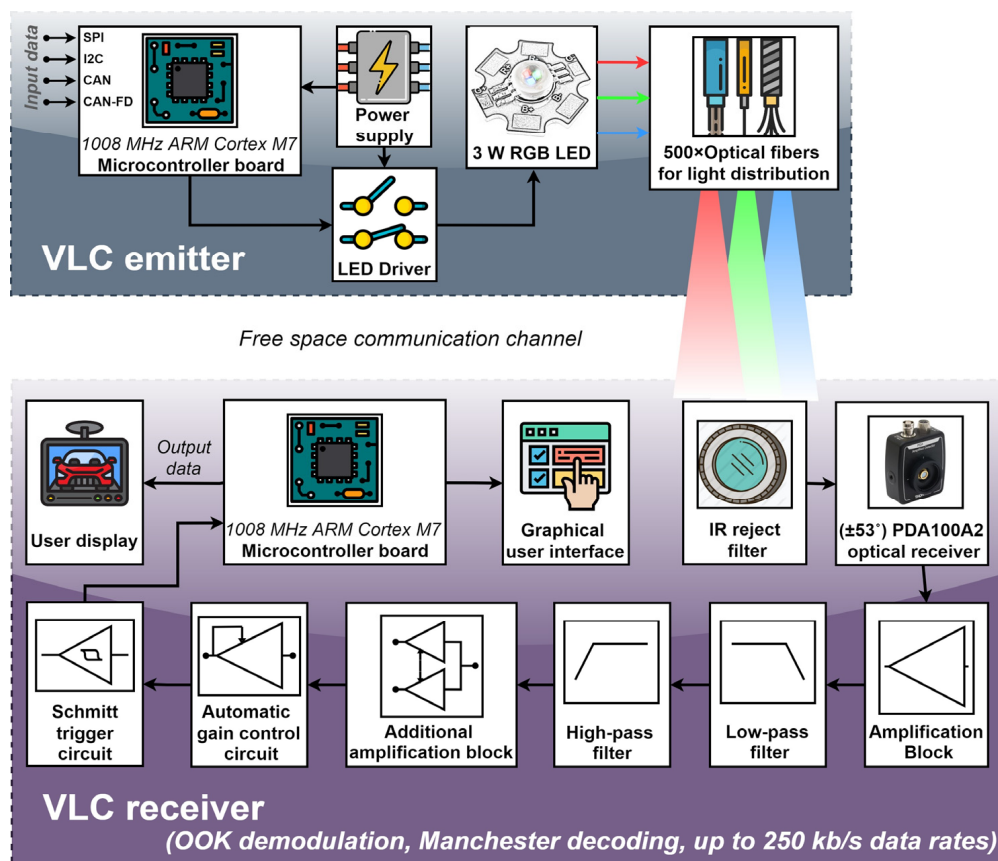 Input data
SPI
I2C
CAN
CAN-FD
1008 MHz ARM Cortex M7
Microcontroller board
Power
supply
LED Driver
3 W RGB LED
500×Optical fibers
for light distribution
VLC emitter
Free space communication channel
User display
Output
data
1008 MHz ARM Cortex M7
Microcontroller board
Graphical
user interface
IR reject
filter
(±53˚) PDA100A2
optical receiver
Schmitt
trigger
circuit
Automatic
gain control
circuit
Additional
amplification block
High-pass
filter
Low-pass
filter
Amplification
Block
VLC receiver
(OOK demodulation, Manchester decoding, up to 250 kb/s data rates)